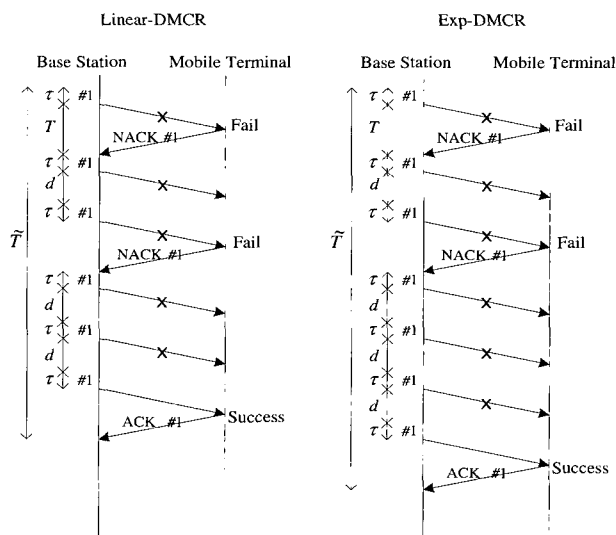 Linear-DMCR
Base Station Mobile Terminal
τ #1
T
Fail
NACK #1
τ #1
d
τ #1
T̃
Fail
NACK #1
τ #1
d
τ #1
d
τ #1
Success
ACK #1
Exp-DMCR
Base Station Mobile Terminal
τ #1
T
Fail
NACK #1
τ #1
d
τ #1
T̃
Fail
NACK #1
τ #1
d
τ #1
d
τ #1
d
τ #1
Success
ACK #1